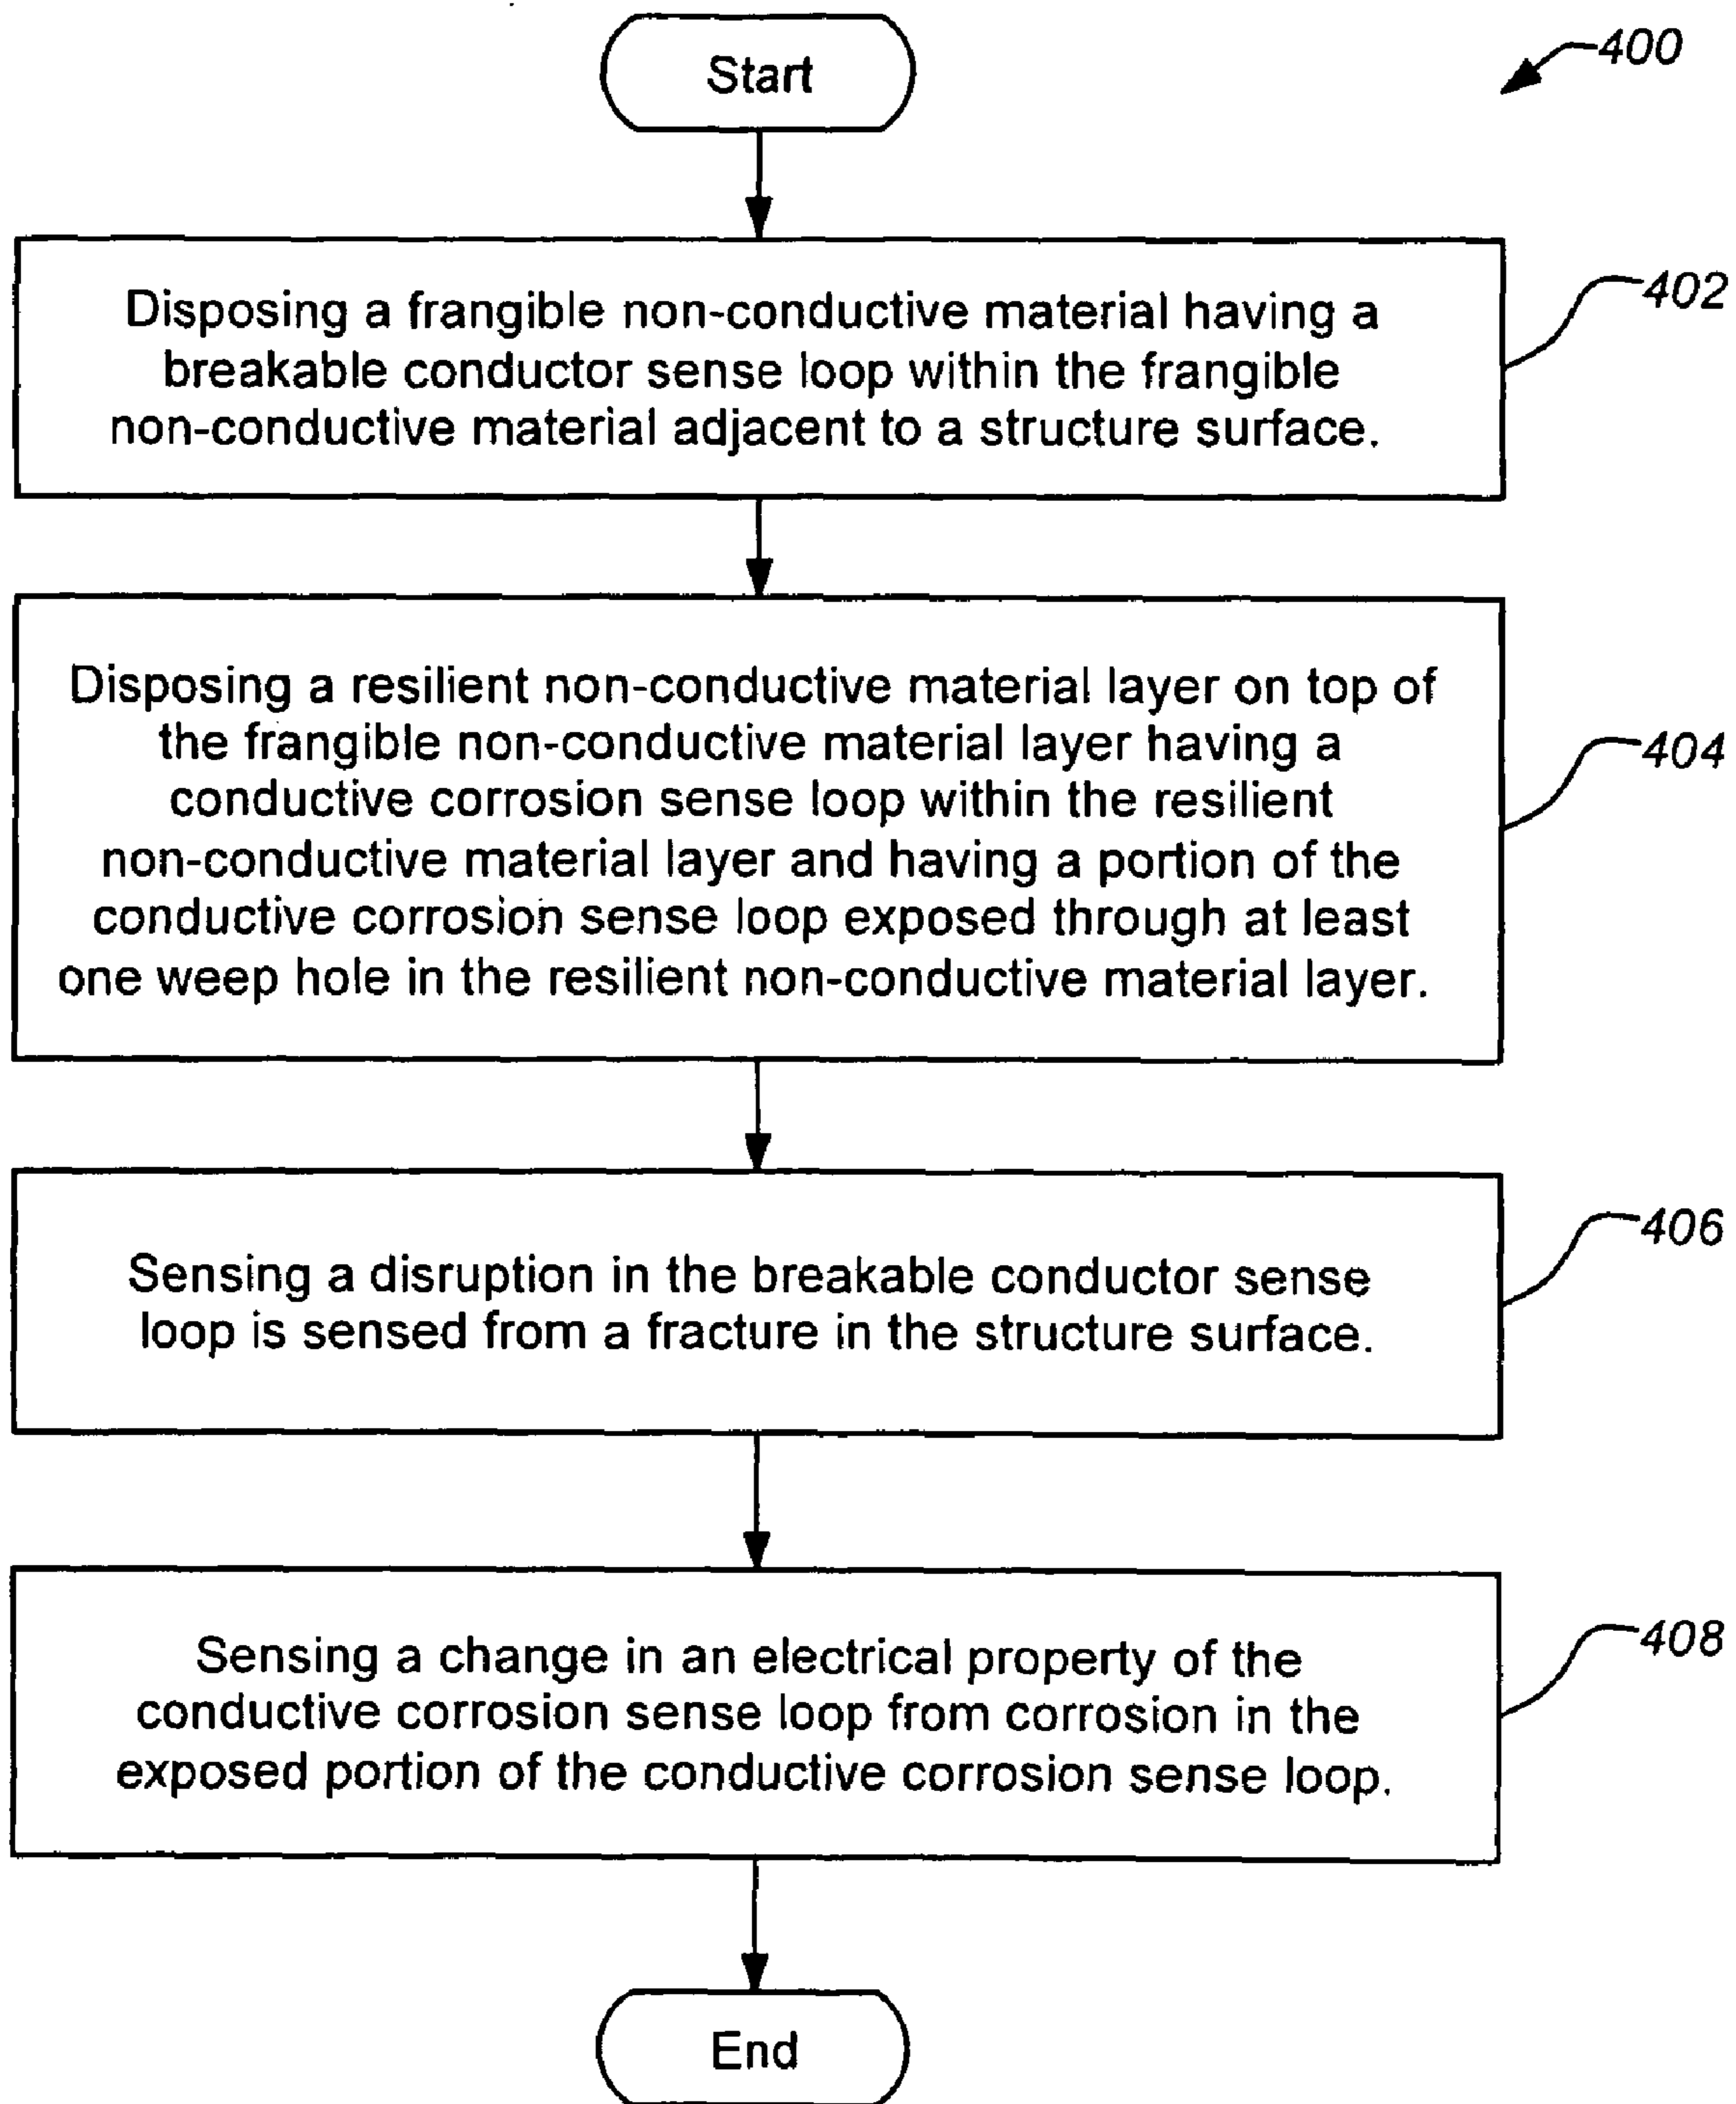 Start
400
Disposing a frangible non-conductive material having a
breakable conductor sense loop within the frangible
non-conductive material adjacent to a structure surface.
402
Disposing a resilient non-conductive material layer on top of
the frangible non-conductive material layer having a
conductive corrosion sense loop within the resilient
non-conductive material layer and having a portion of the
conductive corrosion sense loop exposed through at least
one weep hole in the resilient non-conductive material layer.
404
Sensing a disruption in the breakable conductor sense
loop is sensed from a fracture in the structure surface.
406
Sensing a change in an electrical property of the
conductive corrosion sense loop from corrosion in the
exposed portion of the conductive corrosion sense loop.
408
End